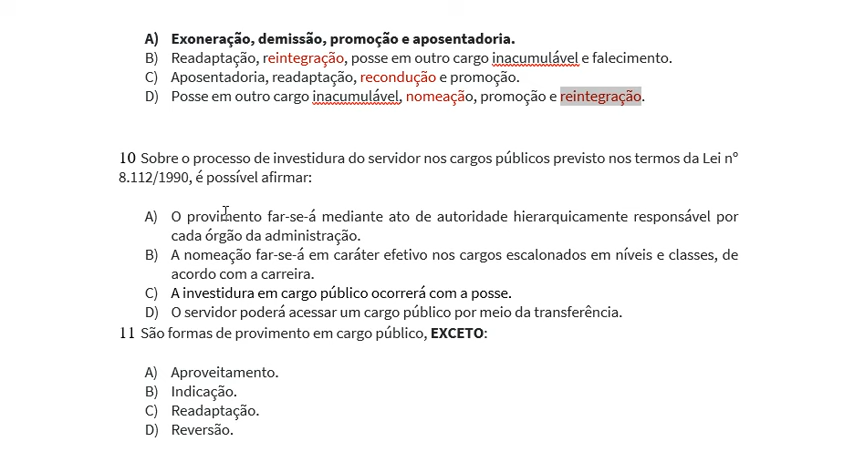 A) Exoneração, demissão, promoção e aposentadoria.
B) Readaptação, reintegração, posse em outro cargo inacumulável e falecimento.
C) Aposentadoria, readaptação, recondução e promoção.
D) Posse em outro cargo inacumulável, nomeação, promoção e reintegração.
10 Sobre o processo de investidura do servidor nos cargos públicos previsto nos termos da Lei nº
8.112/1990, é possível afirmar:
A) O provimento far-se-á mediante ato de autoridade hierarquicamente responsável por
cada órgão da administração.
B) A nomeação far-se-á em caráter efetivo nos cargos escalonados em níveis e classes, de
acordo com a carreira.
C) A investidura em cargo público ocorrerá com a posse.
D) O servidor poderá acessar um cargo público por meio da transferência.
11 São formas de provimento em cargo público, EXCETO:
A) Aproveitamento.
B) Indicação.
C) Readaptação.
D) Reversão.